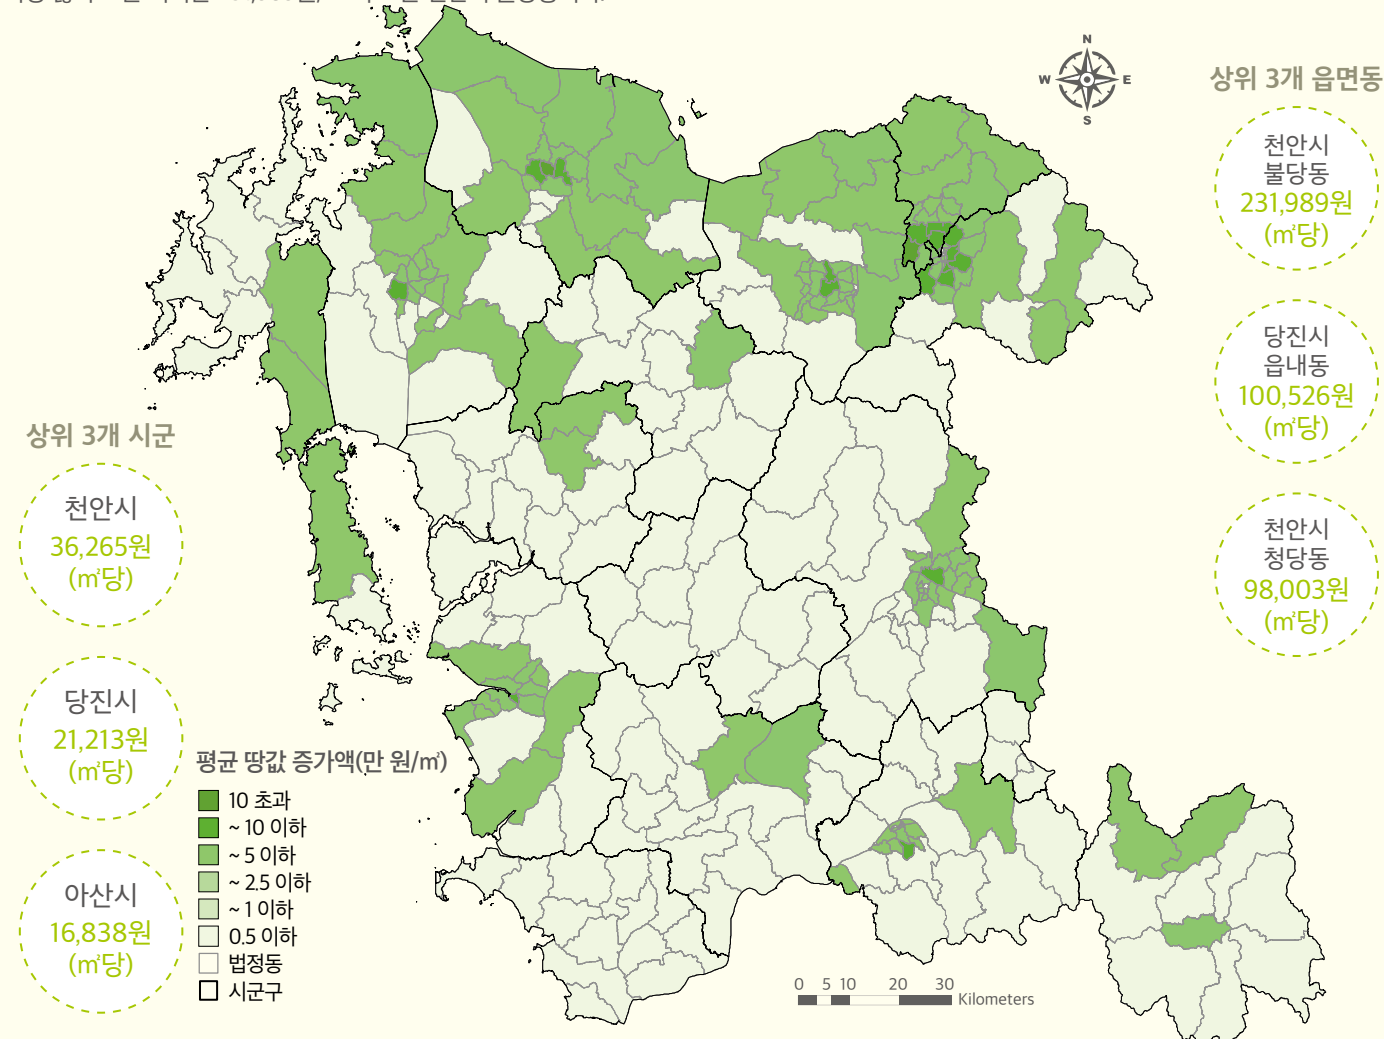 N
W E
S
상위 3개 읍면동
천안시
불당동
231,989원
(㎡당)
당진시
읍내동
100,526원
(㎡당)
천안시
청당동
98,003원
(㎡당)
상위 3개 시군
천안시
36,265원
(㎡당)
당진시
21,213원
(㎡당)
아산시
16,838원
(㎡당)
평균 땅값 증가액(만 원/㎡)
10 초과
~ 10 이하
~ 5 이하
~ 2.5 이하
~ 1 이하
0.5 이하
법정동
시군구
0 5 10 20 30
Kilometers